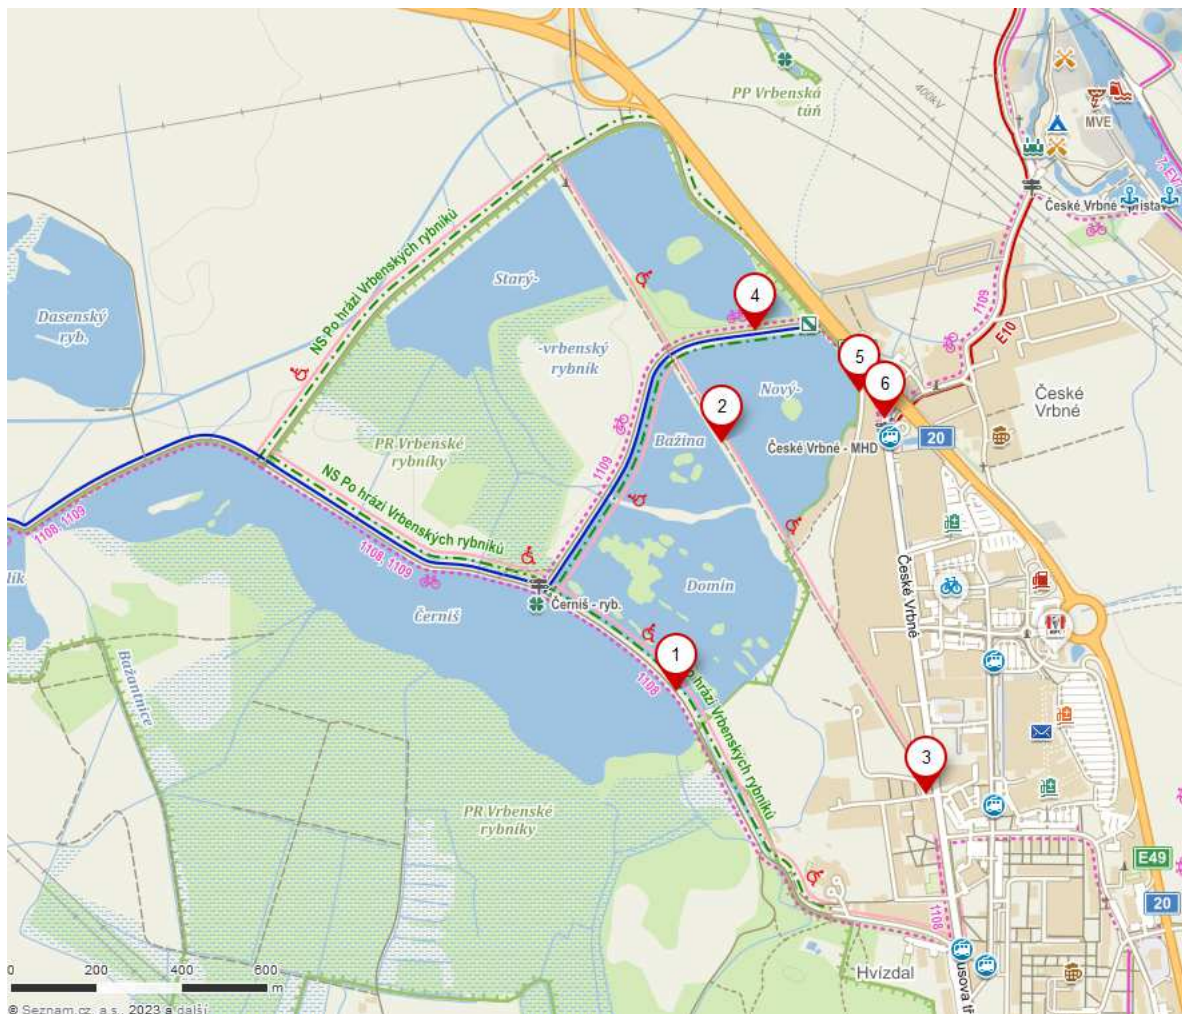 PP Vrbenská
túň
400kV
MVE
7, EV7
České Vrbné - přístav
NS Po hrázi Vrbenských rybníků
Starý-
Dasenský
ryb.
4
1109
E10
-vrbenský
rybník
5
6
České
Vrbné
Nový-
2
Bažina
České Vrbné - MHD
20
PR Vrbenské
rybníky
1109
NS Po hrázi Vrbenských rybníků
1108, 1109
1108, 1109
Domin
České Vrbné
Černiš - ryb.
Černiš
1
1108
Po hrázi Vrbenských rybníků
Bažantnice
3
PR Vrbenské
rybníky
E49
1108
20
Hvízdal
0 200 400 600
m
© Seznam.cz, a.s., 2023 a další